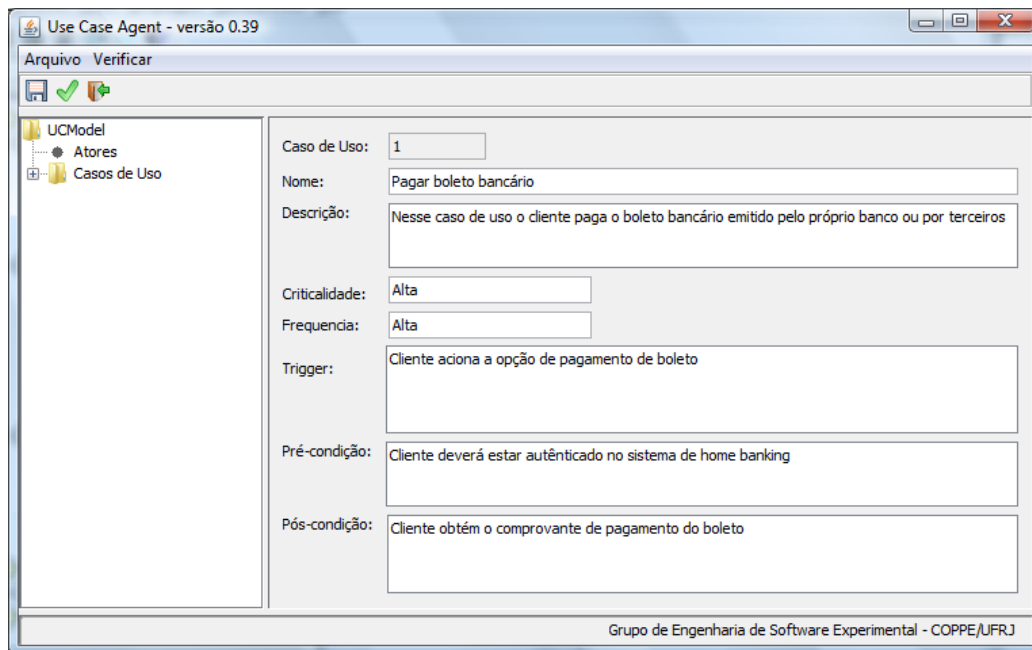 Use Case Agent - versão 0.39
Arquivo Verificar
UCModel
Atores
Casos de Uso
Caso de Uso: 1
Nome: Pagar boleto bancário
Descrição: Nesse caso de uso o cliente paga o boleto bancário emitido pelo próprio banco ou por terceiros
Criticalidade: Alta
Frequencia: Alta
Trigger: Cliente aciona a opção de pagamento de boleto
Pré-condição: Cliente deverá estar autênticado no sistema de home banking
Pós-condição: Cliente obtém o comprovante de pagamento do boleto
Grupo de Engenharia de Software Experimental - COPPE/UFRJ